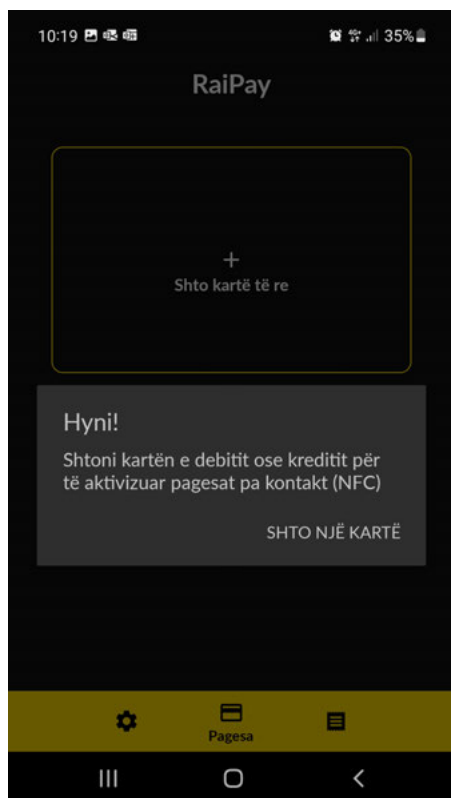 10:19 35%
RaiPay
+
Shto kartë të re
Hyni!
Shtoni kartën e debitit ose kreditit për
të aktivizuar pagesat pa kontakt (NFC)
SHTO NJË KARTË
Pagesa